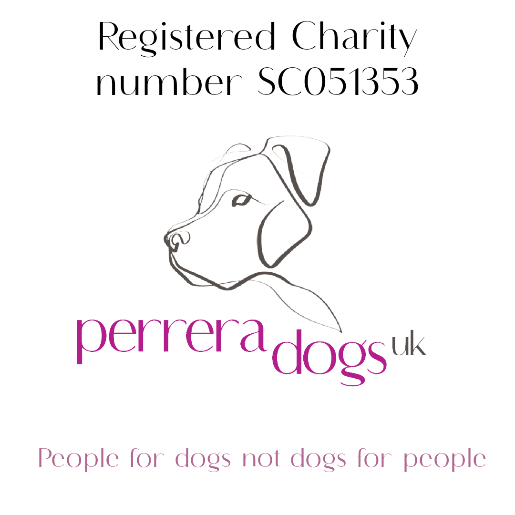 Registered Charity
number SC051353
perrera dogs uk
People for dogs not dogs for people